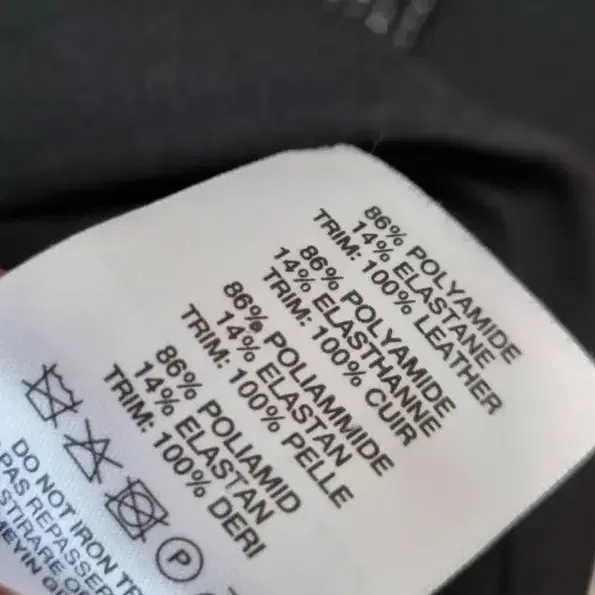 86% POLYAMIDE
14% ELASTANE
TRIM: 100% LEATHER
86% POLYAMIDE
14% ELASTHANNE
TRIM: 100% CUIR
86% POLIAMMIDE
14% ELASTAN
TRIM: 100% PELLE
86% POLIAMID
14% ELASTAN
TRIM: 100% DERI
P
DO NOT IRON
PAS REPASSER
STIRARE